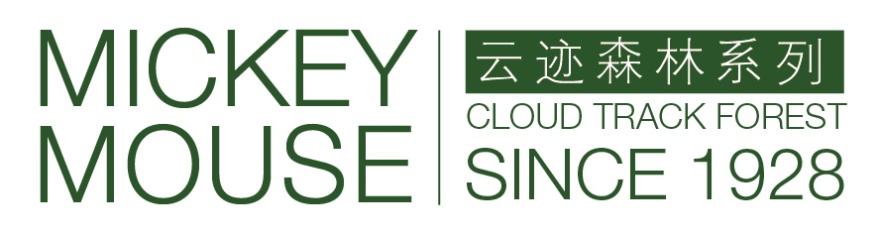 MICKEY
MOUSE
云迹森林系列
CLOUD TRACK FOREST
SINCE 1928